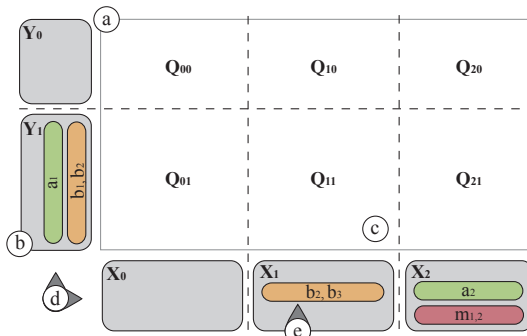 a
Y0
Q00 Q10 Q20
Y1
a1
b1, b2
Q01 Q11 Q21
c
b
X0 X1 X2
b2, b3
a2
m1,2
d
e